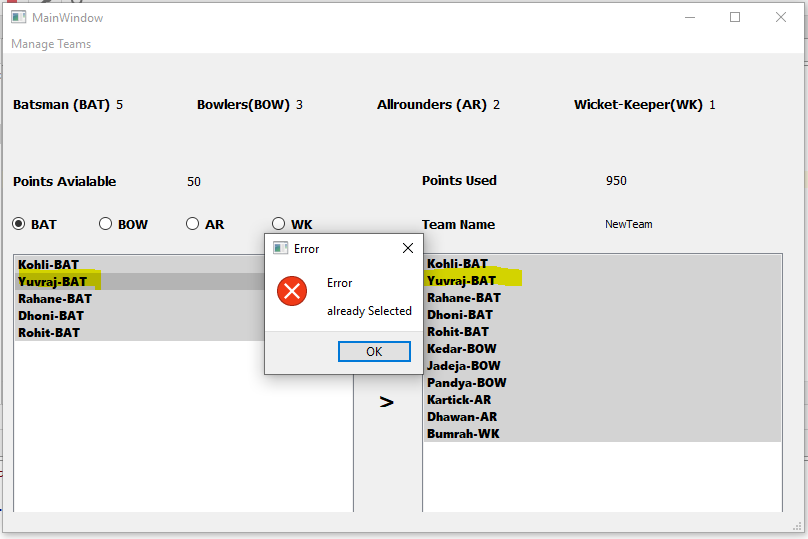 MainWindow
Manage Teams
Batsman (BAT) 5 Bowlers(BOW) 3 Allrounders (AR) 2 Wicket-Keeper(WK) 1
Points Avialable 50 Points Used 950
BAT BOW AR WK Team Name NewTeam
Kohli-BAT
Yuvraj-BAT
Rahane-BAT
Dhoni-BAT
Rohit-BAT
Error
Error
already Selected
OK
>
Kohli-BAT
Yuvraj-BAT
Rahane-BAT
Dhoni-BAT
Rohit-BAT
Kedar-BOW
Jadeja-BOW
Pandya-BOW
Kartick-AR
Dhawan-AR
Bumrah-WK